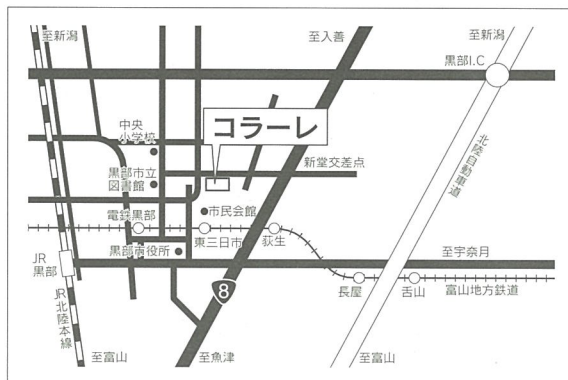 至新潟
至入善
至新潟
黒部I.C
中央
小学校
コラーレ
北陸自動車道
新堂交差点
黒部市立
図書館
市民会館
電鉄黒部
東三日市
荻生
黒部市役所
至宇奈月
JR
黒部
8
長屋
舌山
富山地方鉄道
JR北陸本線
至富山
至魚津
至富山